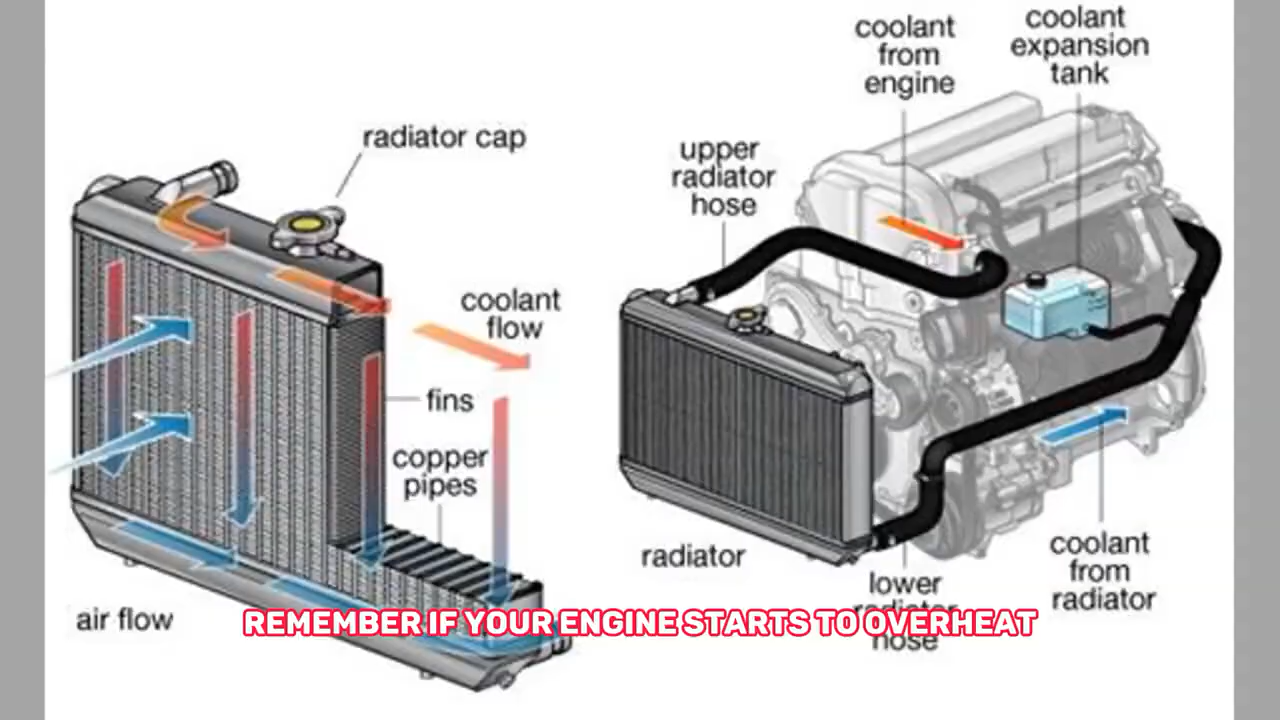 radiator cap
coolant
flow
fins
copper
pipes
air flow
coolant
from
engine
coolant
expansion
tank
upper
radiator
hose
radiator
lower
radiator
hose
coolant
from
radiator
REMEMBER IF YOUR ENGINE STARTS TO OVERHEAT